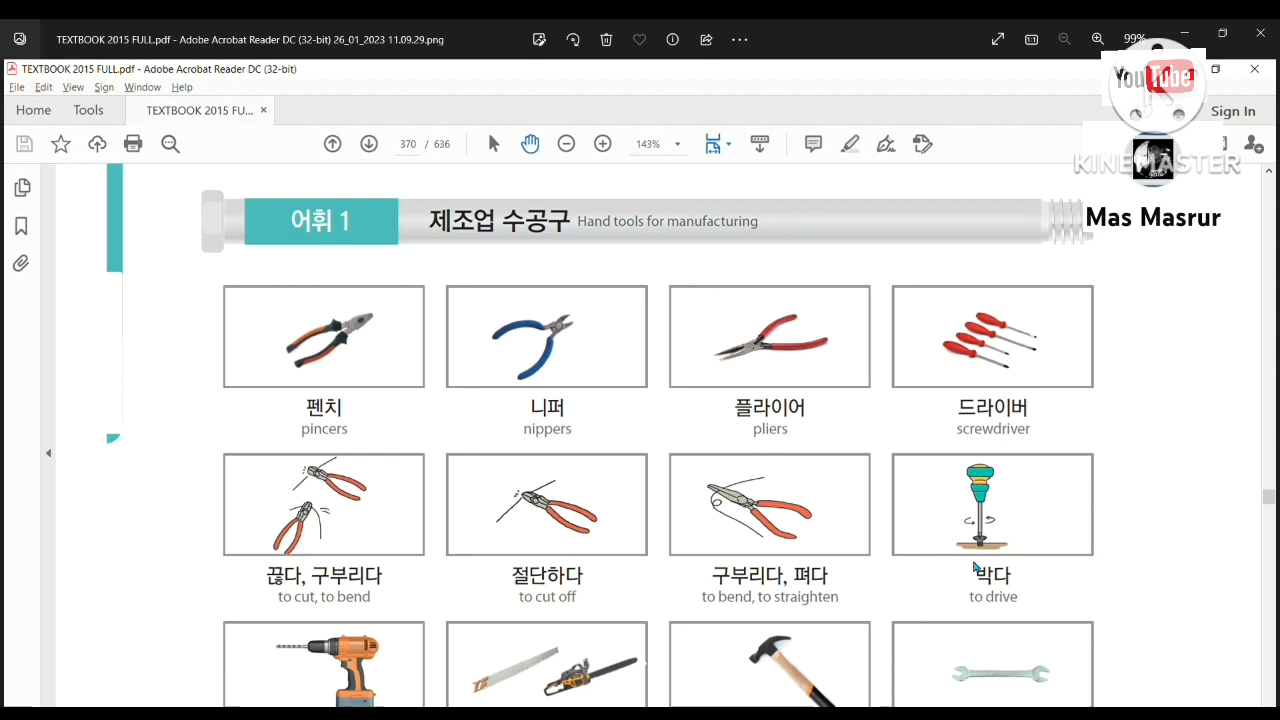 TEXTBOOK 2015 FULL.pdf - Adobe Acrobat Reader DC (32-bit) 26_01_2023 11.09.29.png
99%
TEXTBOOK 2015 FULL.pdf - Adobe Acrobat Reader DC (32-bit)
File Edit View Sign Window Help
YouTube
Home Tools TEXTBOOK 2015 FU... Sign In
370 / 636 143%
KINEMASTER
Mas Masrur
어휘 1 제조업 수공구 Hand tools for manufacturing
펜치 니퍼 플라이어 드라이버
pincers nippers pliers screwdriver
끊다, 구부리다 절단하다 구부리다, 펴다 박다
to cut, to bend to cut off to bend, to straighten to drive